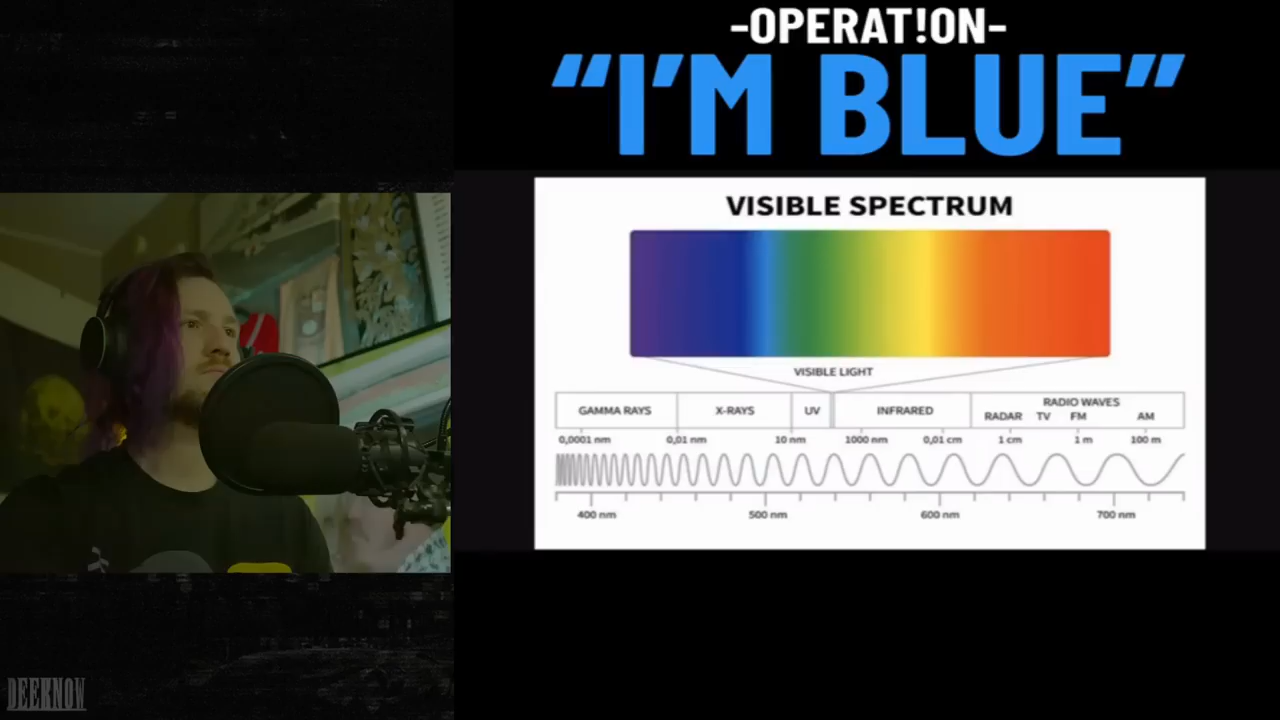 -OPERAT!ON-
“I’M BLUE”
VISIBLE SPECTRUM
VISIBLE LIGHT
GAMMA RAYS X-RAYS UV INFRARED RADIO WAVES
RADAR TV FM AM
0,0001 nm 0,01 nm 10 nm 1000 nm 0,01 cm 1 cm 1 m 100 m
400 nm 500 nm 600 nm 700 nm
DEEKNOW